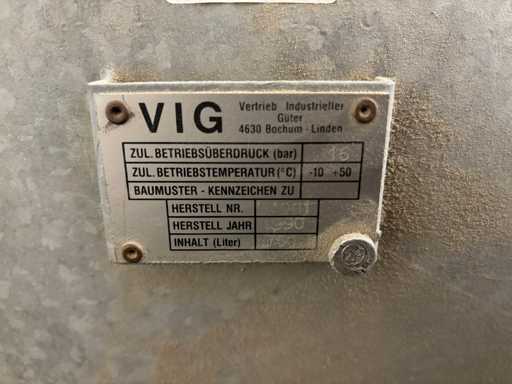 VIG
Vertrieb Industrieller
Güter
4630 Bochum - Linden
ZUL. BETRIEBSÜBERDRUCK (bar) 16
ZUL. BETRIEBSTEMPERATUR (°C) -10 +50
BAUMUSTER - KENNZEICHEN ZU
HERSTELL NR.
HERSTELL JAHR 1990
INHALT (Liter)